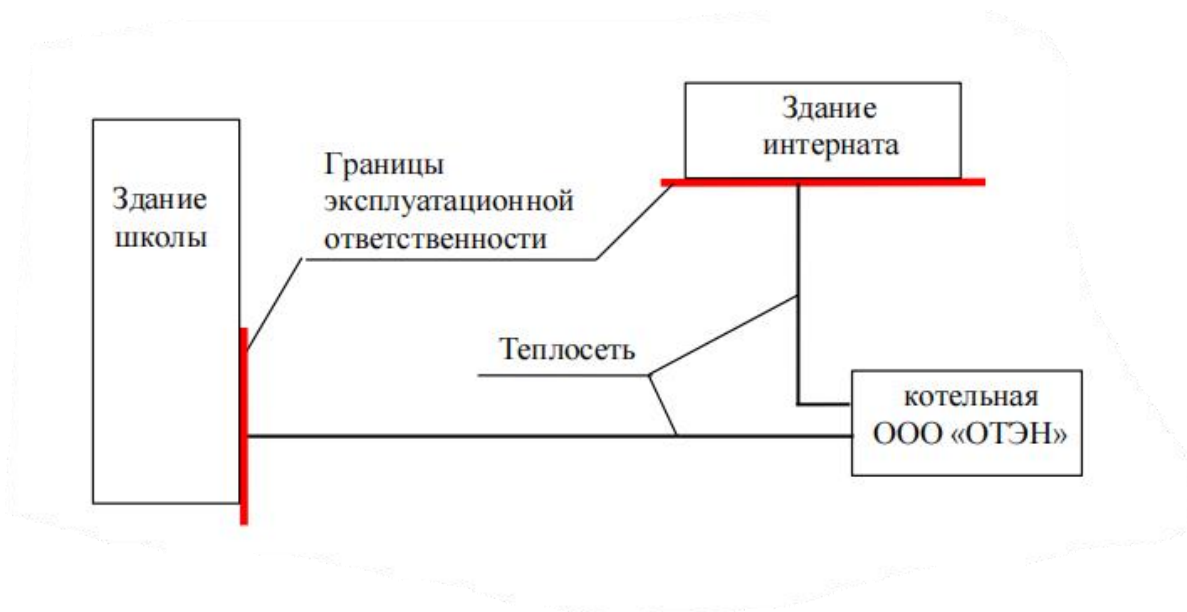 Здание
интерната
Границы
эксплуатационной
ответственности
Здание
школы
Теплосеть
котельная
ООО «ОТЭН»